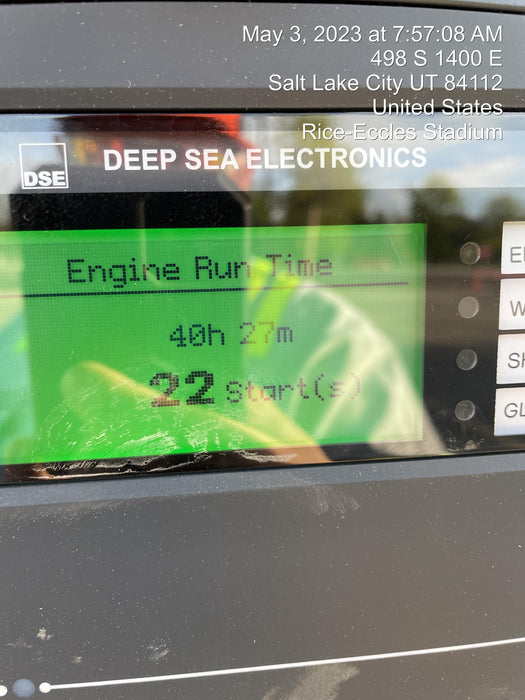 May 3, 2023 at 7:57:08 AM
498 S 1400 E
Salt Lake City UT 84112
United States
Rice-Eccles Stadium
DSE
DEEP SEA ELECTRONICS
Engine Run Time
40h 27m
22 Start(s)